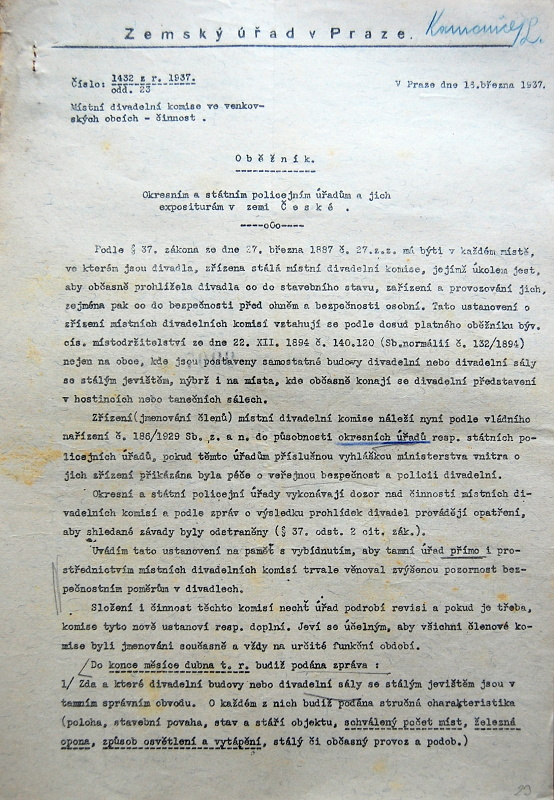 Zemský úřad v Praze.
Číslo: 1432 z r. 1937.
odd. 23
V Praze dne 16.března 1937.
Místní divadelní komise ve venkov-
ských obcích - činnost .
Oběžník.
Okresním a státním policejním úřadům a jich
expositurám v zemi České .
----oOo----
Podle § 37. zákona ze dne 27. března 1887 č. 27.z.z. má býti v každém místě,
ve kterém jsou divadla, zřízena stálá místní divadelní komise, jejímž úkolem jest,
aby občasně prohlížela divadla co do stavebního stavu, zařízení a provozování jich,
zejména pak co do bezpečnosti před ohněm a bezpečnosti osobní. Tato ustanovení o
zřízení místních divadelních komisí vztahují se podle dosud platného oběžníku býv.
cís. místodržitelství ze dne 22. XII. 1894 č. 140.120 (Sb.normálií č. 132/1894)
nejen na obce, kde jsou postaveny samostatné budovy divadelní nebo divadelní sály
se stálým jevištěm, nýbrž i na místa, kde občasně konají se divadelní představení
v hostincích nebo tanečních sálech.
Zřízení(jmenování členů) místní divadelní komise náleží nyní podle vládního
nařízení č. 186/1929 Sb. z. a n. do působnosti okresních úřadů resp. státních po-
licejních úřadů, pokud těmto úřadům příslušnou vyhláškou ministerstva vnitra o
jich zřízení přikázána byla péče o veřejnou bezpečnost a policii divadelní.
Okresní a státní policejní úřady vykonávají dozor nad činností místních di-
vadelních komisí a podle zpráv o výsledku prohlídek divadel provádějí opatření,
aby shledané závady byly odstraněny (§ 37. odst. 2 cit. zák.).
Uvádím tato ustanovení na paměť s vybídnutím, aby tamní úřad přímo i pro-
střednictvím místních divadelních komisí trvale věnoval zvýšenou pozornost bez-
pečnostním poměrům v divadlech.
Složení i činnost těchto komisí nechť úřad podrobí revisi a pokud je třeba,
komise tyto nově ustanoví resp. doplní. Jeví se účelným, aby všichni členové ko-
mise byli jmenováni současně a vždy na určité funkční období.
Do konce měsíce dubna t. r. budiž podána zpráva :
1/ Zda a které divadelní budovy nebo divadelní sály se stálým jevištěm jsou v
tamním správním obvodu. O každém z nich budiž podána stručná charakteristika
(poloha, stavební povaha, stav a stáří objektu, schválený počet míst, železná
opona, způsob osvětlení a vytápění, stálý či občasný provoz a podob.)